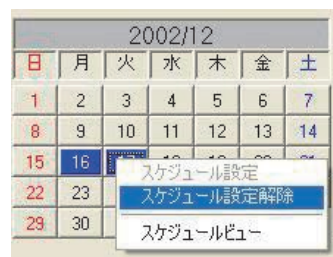 2002/12
日 月 火 水 木 金 土
1 2 3 4 5 6 7
8 9 10 11 12 13 14
15 16
スケジュール設定
22 23 スケジュール設定解除
29 30 スケジュールビュー